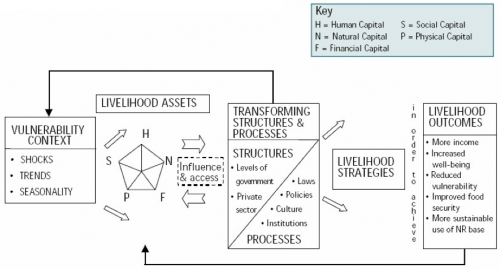 Key
H = Human Capital S = Social Capital
N = Natural Capital P = Physical Capital
F = Financial Capital
LIVELIHOOD ASSETS
VULNERABILITY
CONTEXT
• SHOCKS
• TRENDS
• SEASONALITY
H
S
N
P
F
Influence
& access
TRANSFORMING
STRUCTURES &
PROCESSES
STRUCTURES
• Levels of
government
• Private
sector
• Laws
• Policies
• Culture
• Institutions
PROCESSES
LIVELIHOOD
STRATEGIES
in order to achieve
LIVELIHOOD
OUTCOMES
• More income
• Increased
well-being
• Reduced
vulnerability
• Improved food
security
• More sustainable
use of NR base